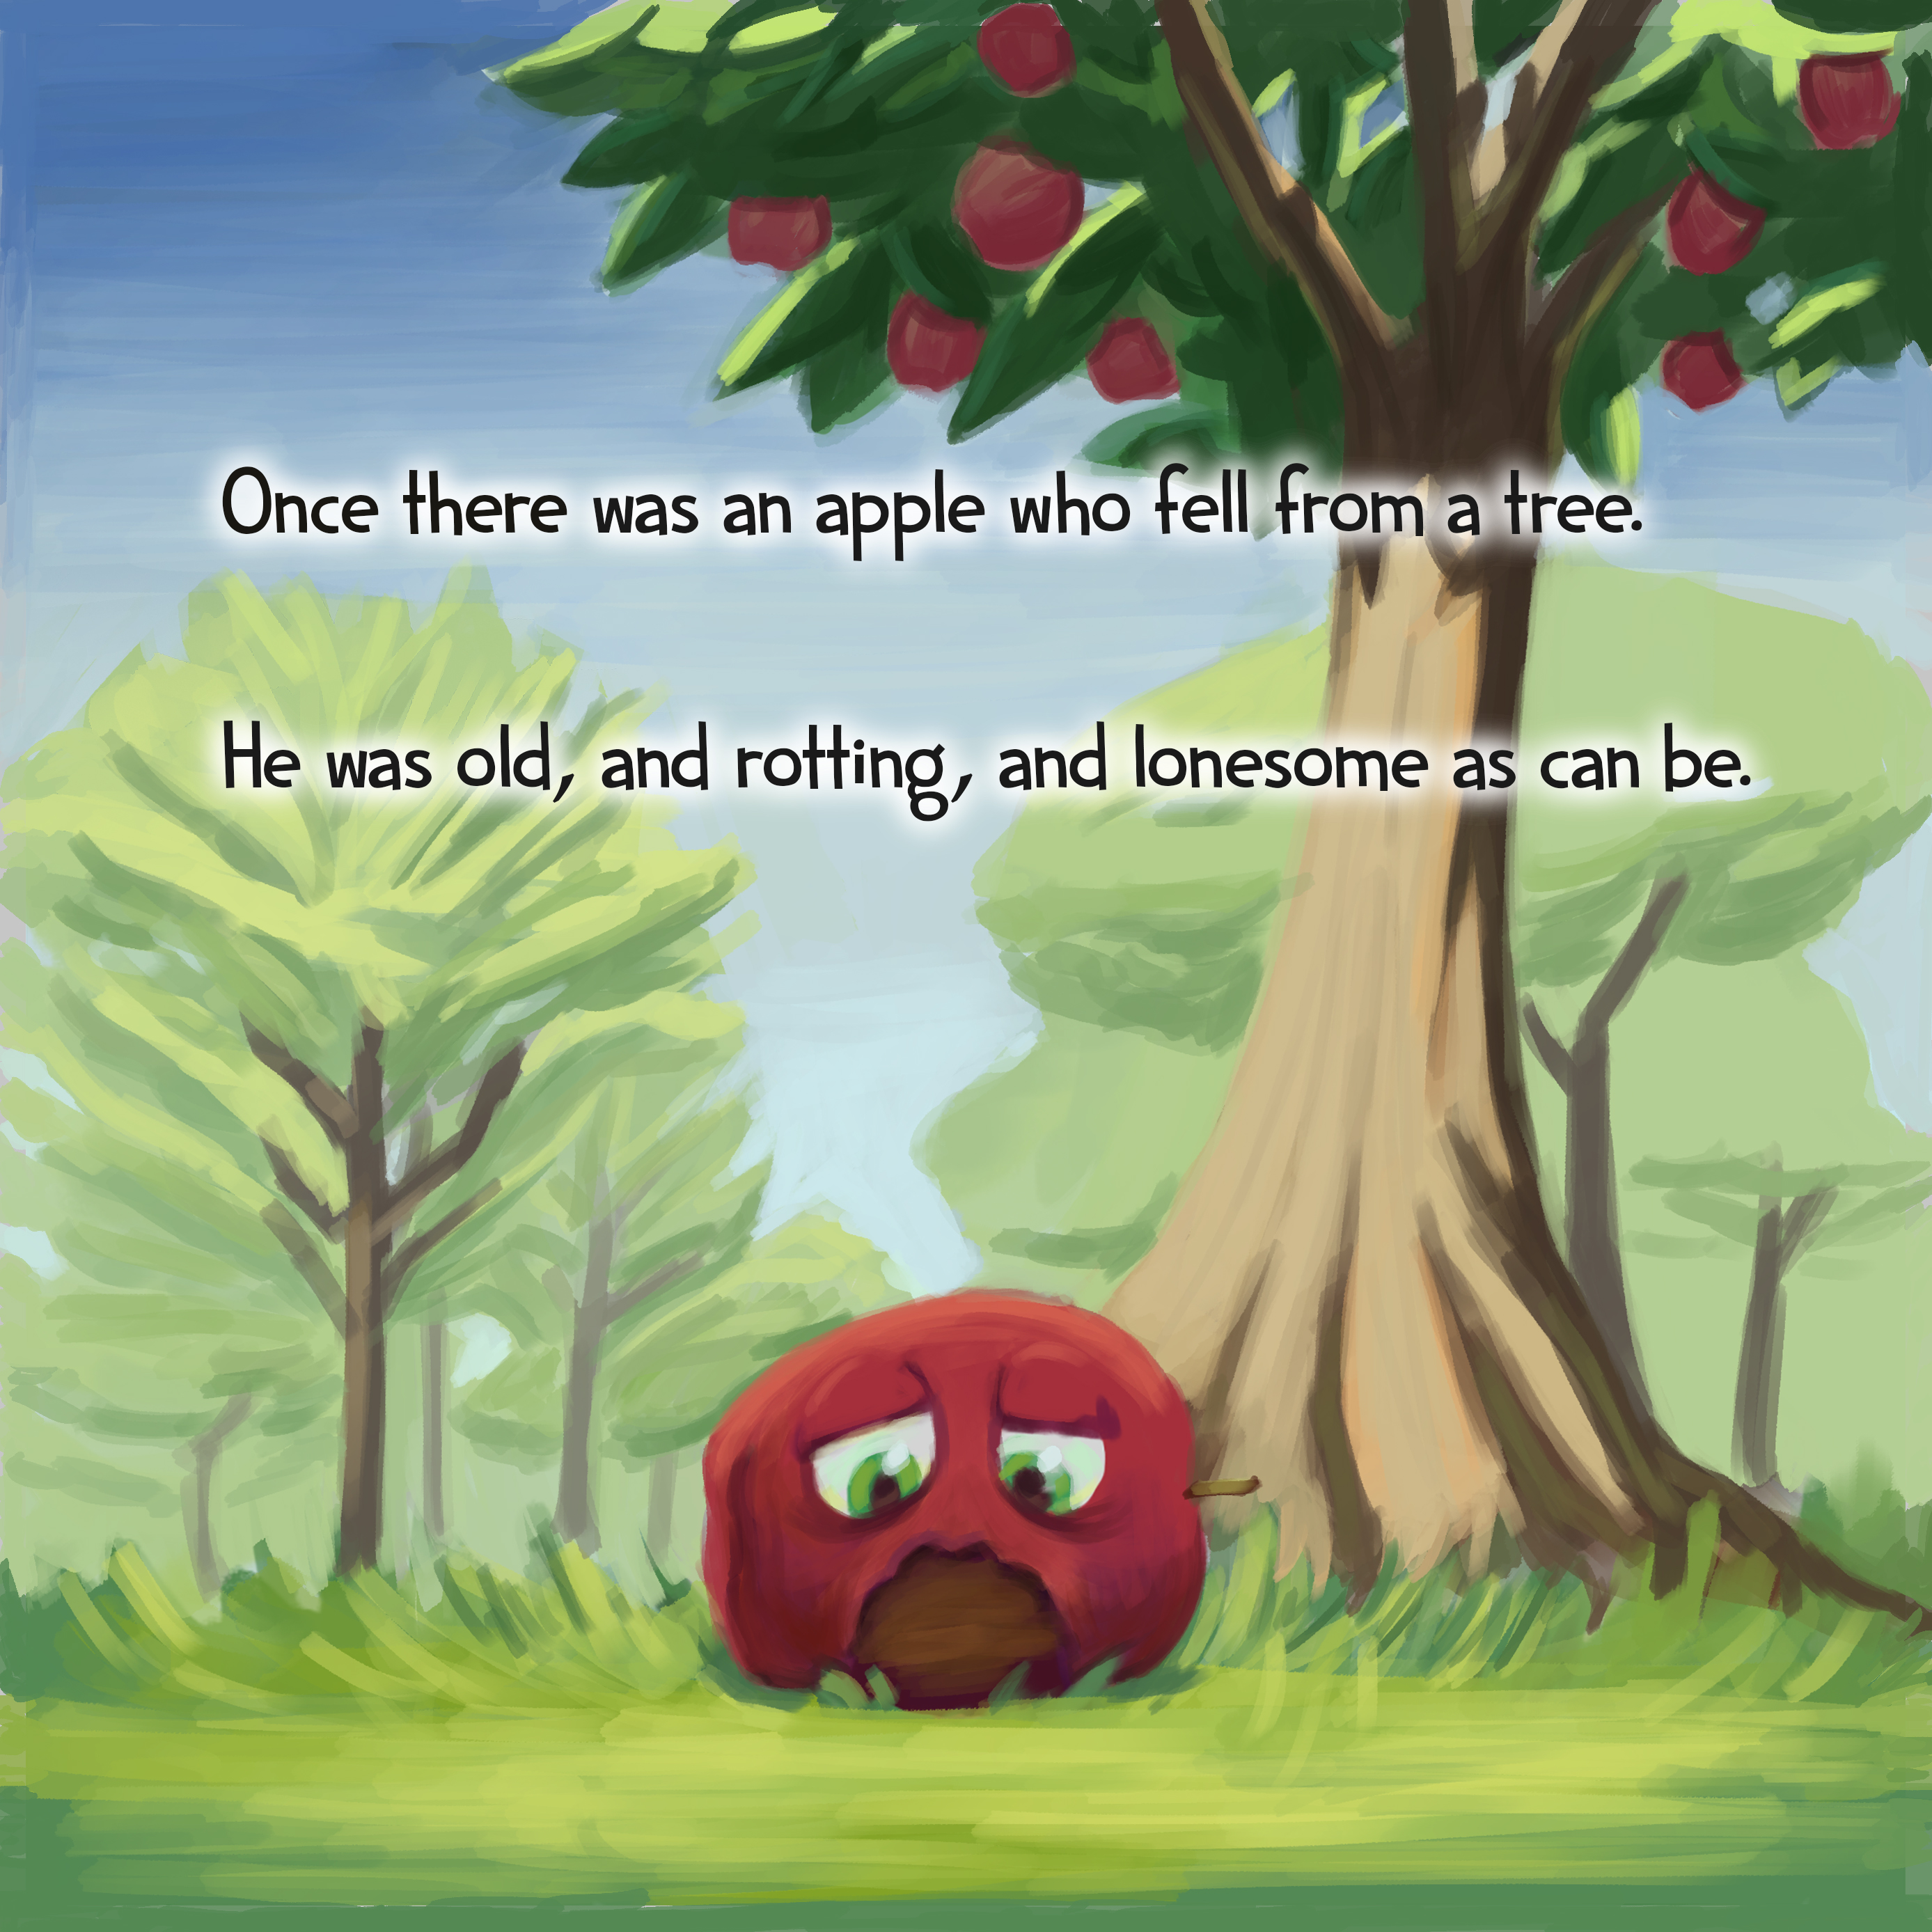 Once there was an apple who fell from a tree.
He was old, and rotting, and lonesome as can be.